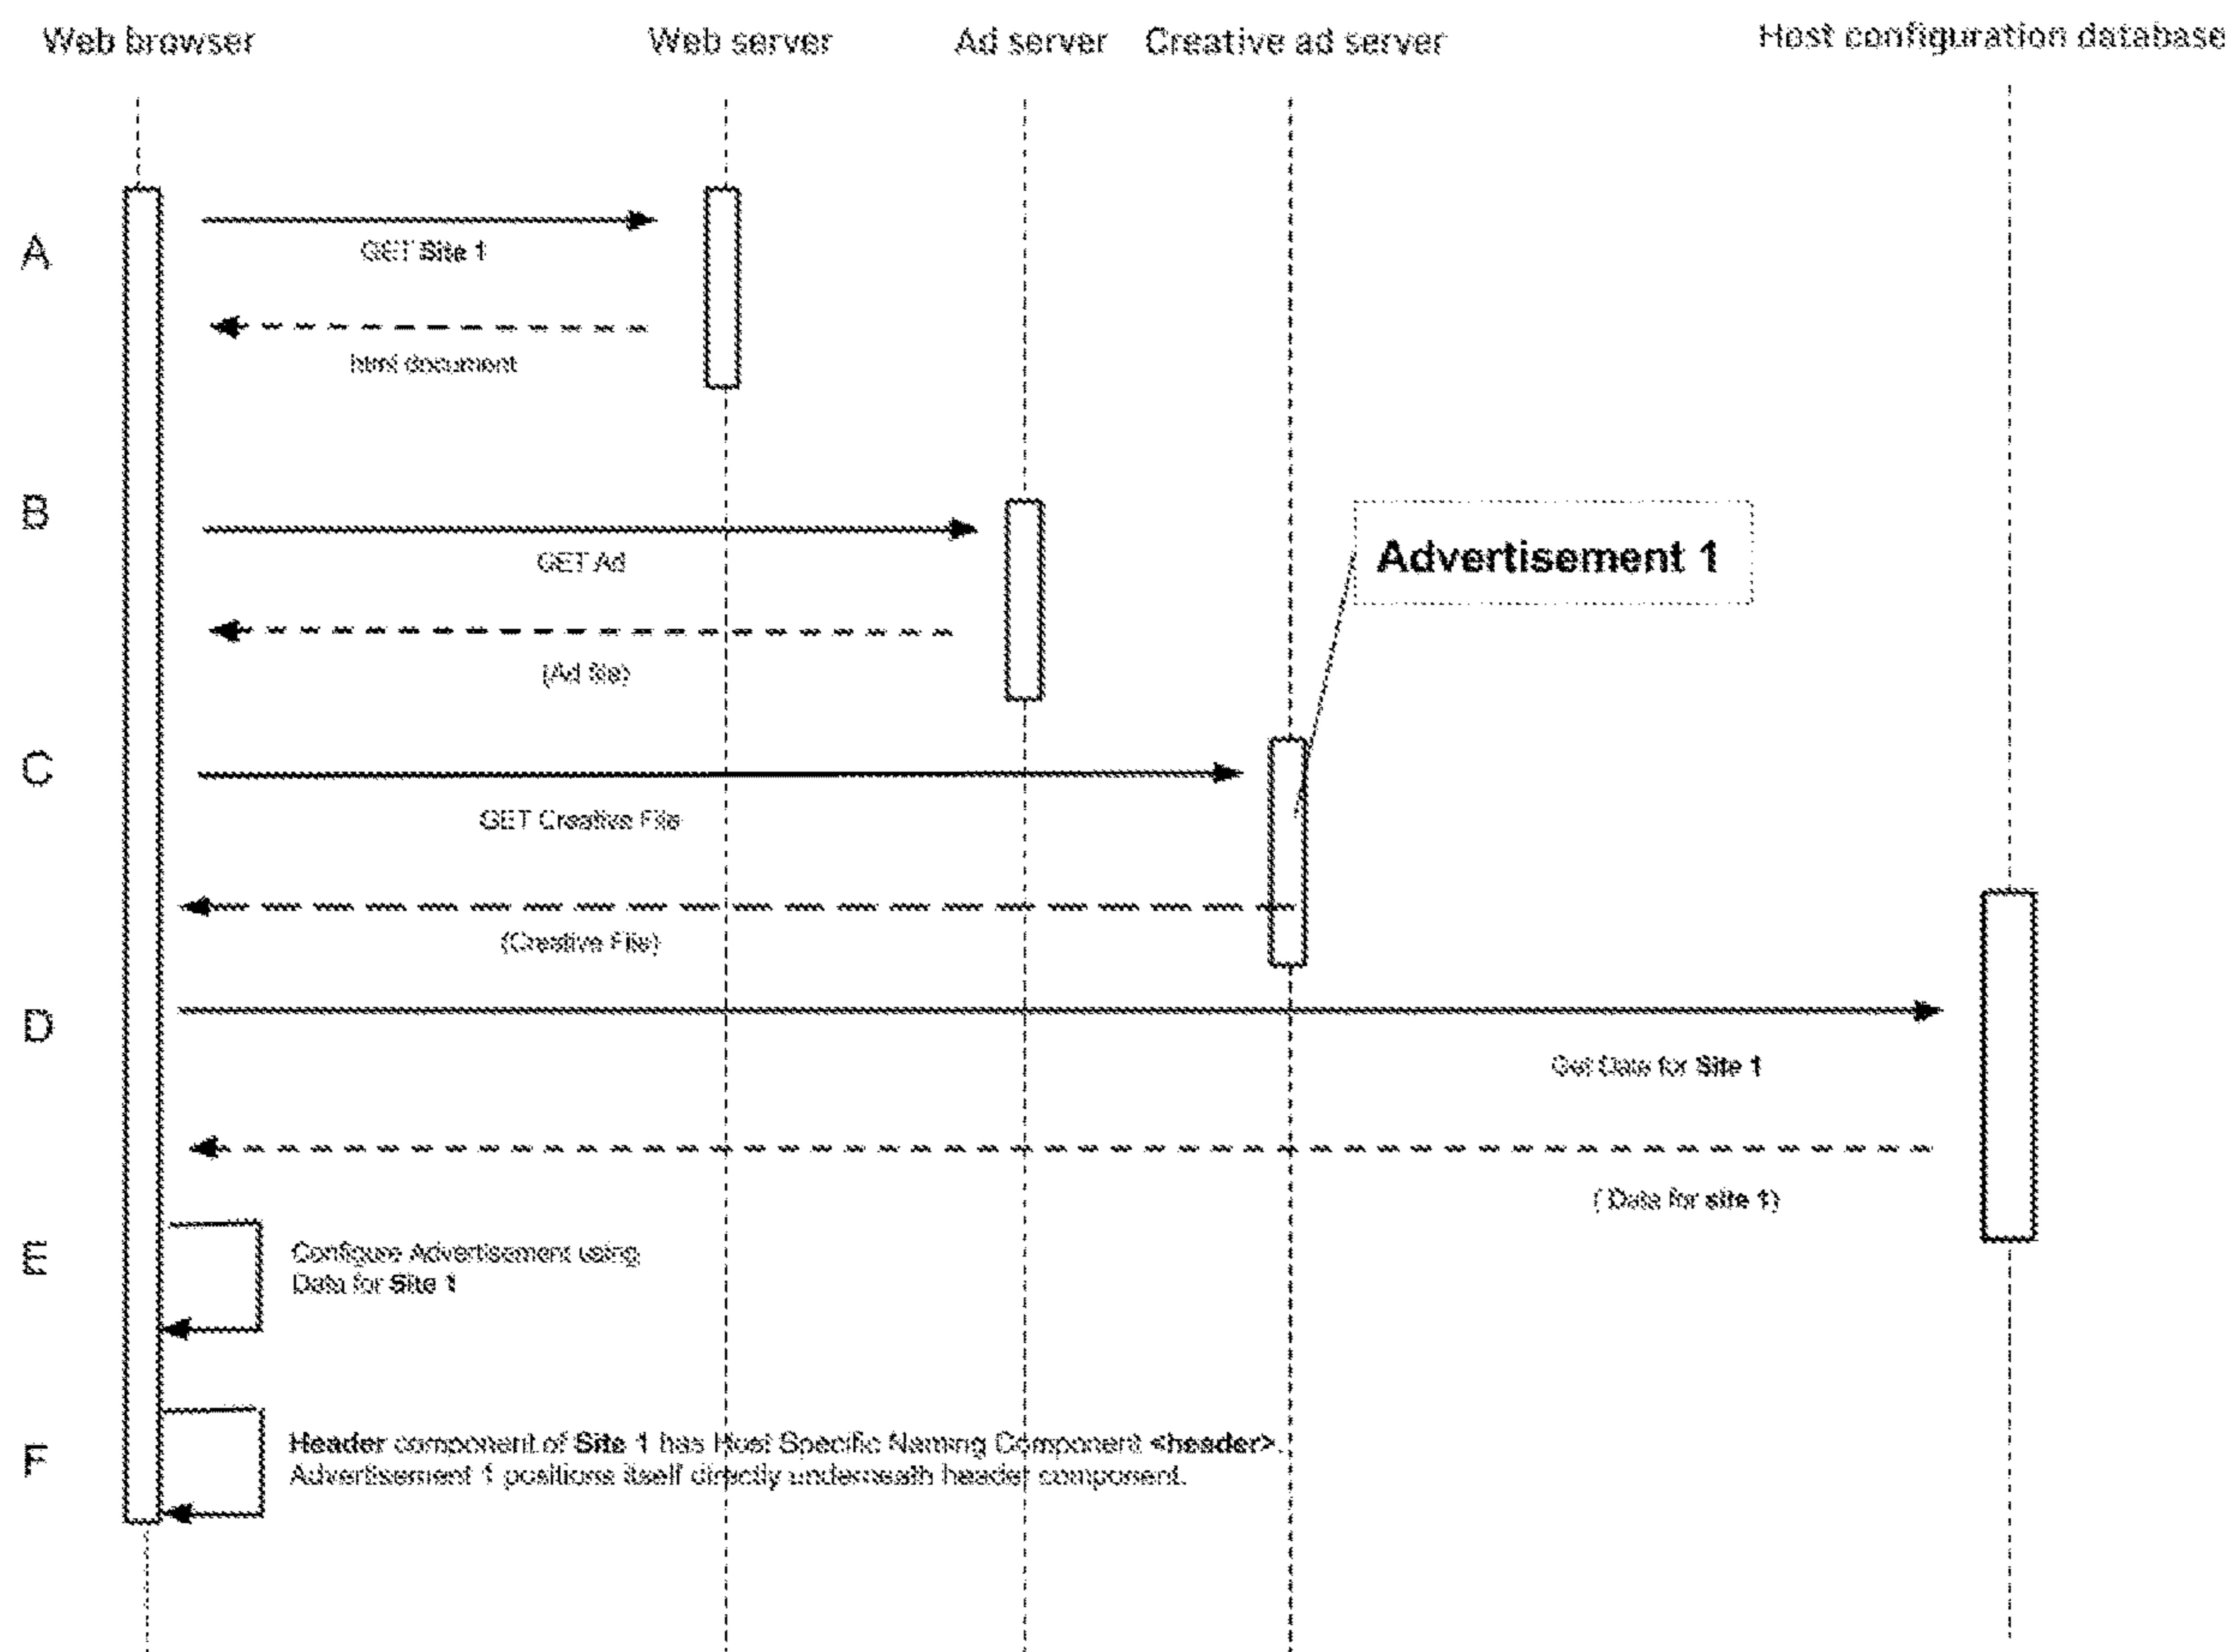 Web browser
Web server
Ad server
Creative ad server
Host configuration database
A
GET Site 1
html document
B
GET Ad
Advertisement 1
(Ad file)
C
GET Creative File
(Creative File)
D
Get Data for Site 1
( Data for site 1)
E
Configure Advertisement using
Data for Site 1
F
Header component of Site 1 has Host Specific Naming Component <header>.
Advertisement 1 positions itself directly underneath header component.